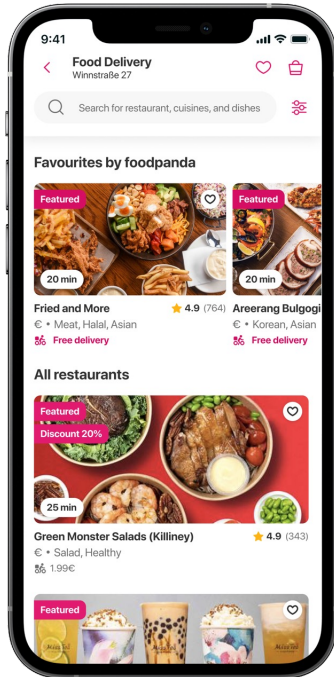 9:41
Food Delivery
Winnstraße 27
Search for restaurant, cuisines, and dishes
Favourites by foodpanda
Featured
Featured
20 min
20 min
Fried and More
4.9 (764)
Areerang Bulgogi
€ • Meat, Halal, Asian
€ • Korean, Asian
Free delivery
Free delivery
All restaurants
Featured
Discount 20%
25 min
Green Monster Salads (Killiney)
4.9 (343)
€ • Salad, Healthy
1.99€
Featured